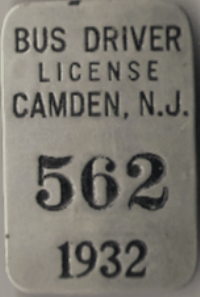 BUS DRIVER
LICENSE
CAMDEN, N.J.
562
1932